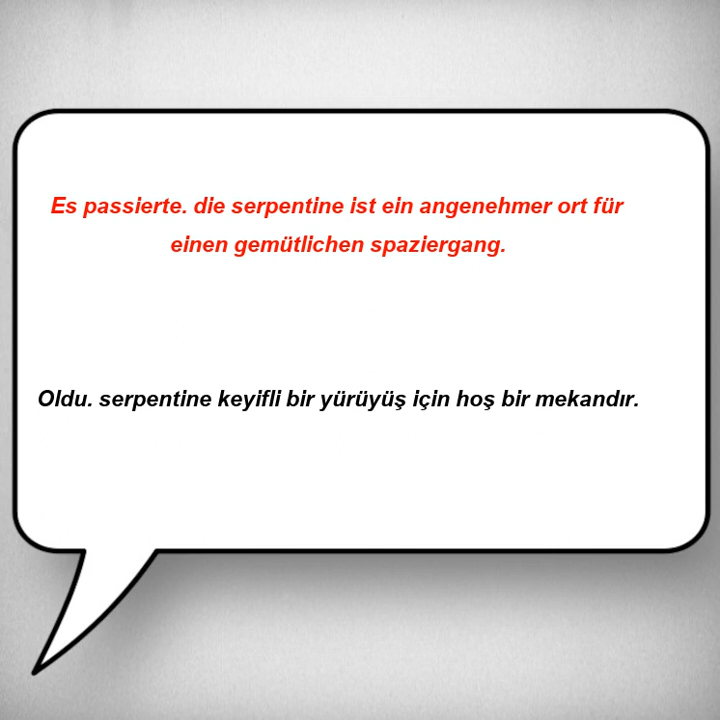 Es passierte. die serpentine ist ein angenehmer ort für
einen gemütlichen spaziergang.
Oldu. serpentine keyifli bir yürüyüş için hoş bir mekandır.